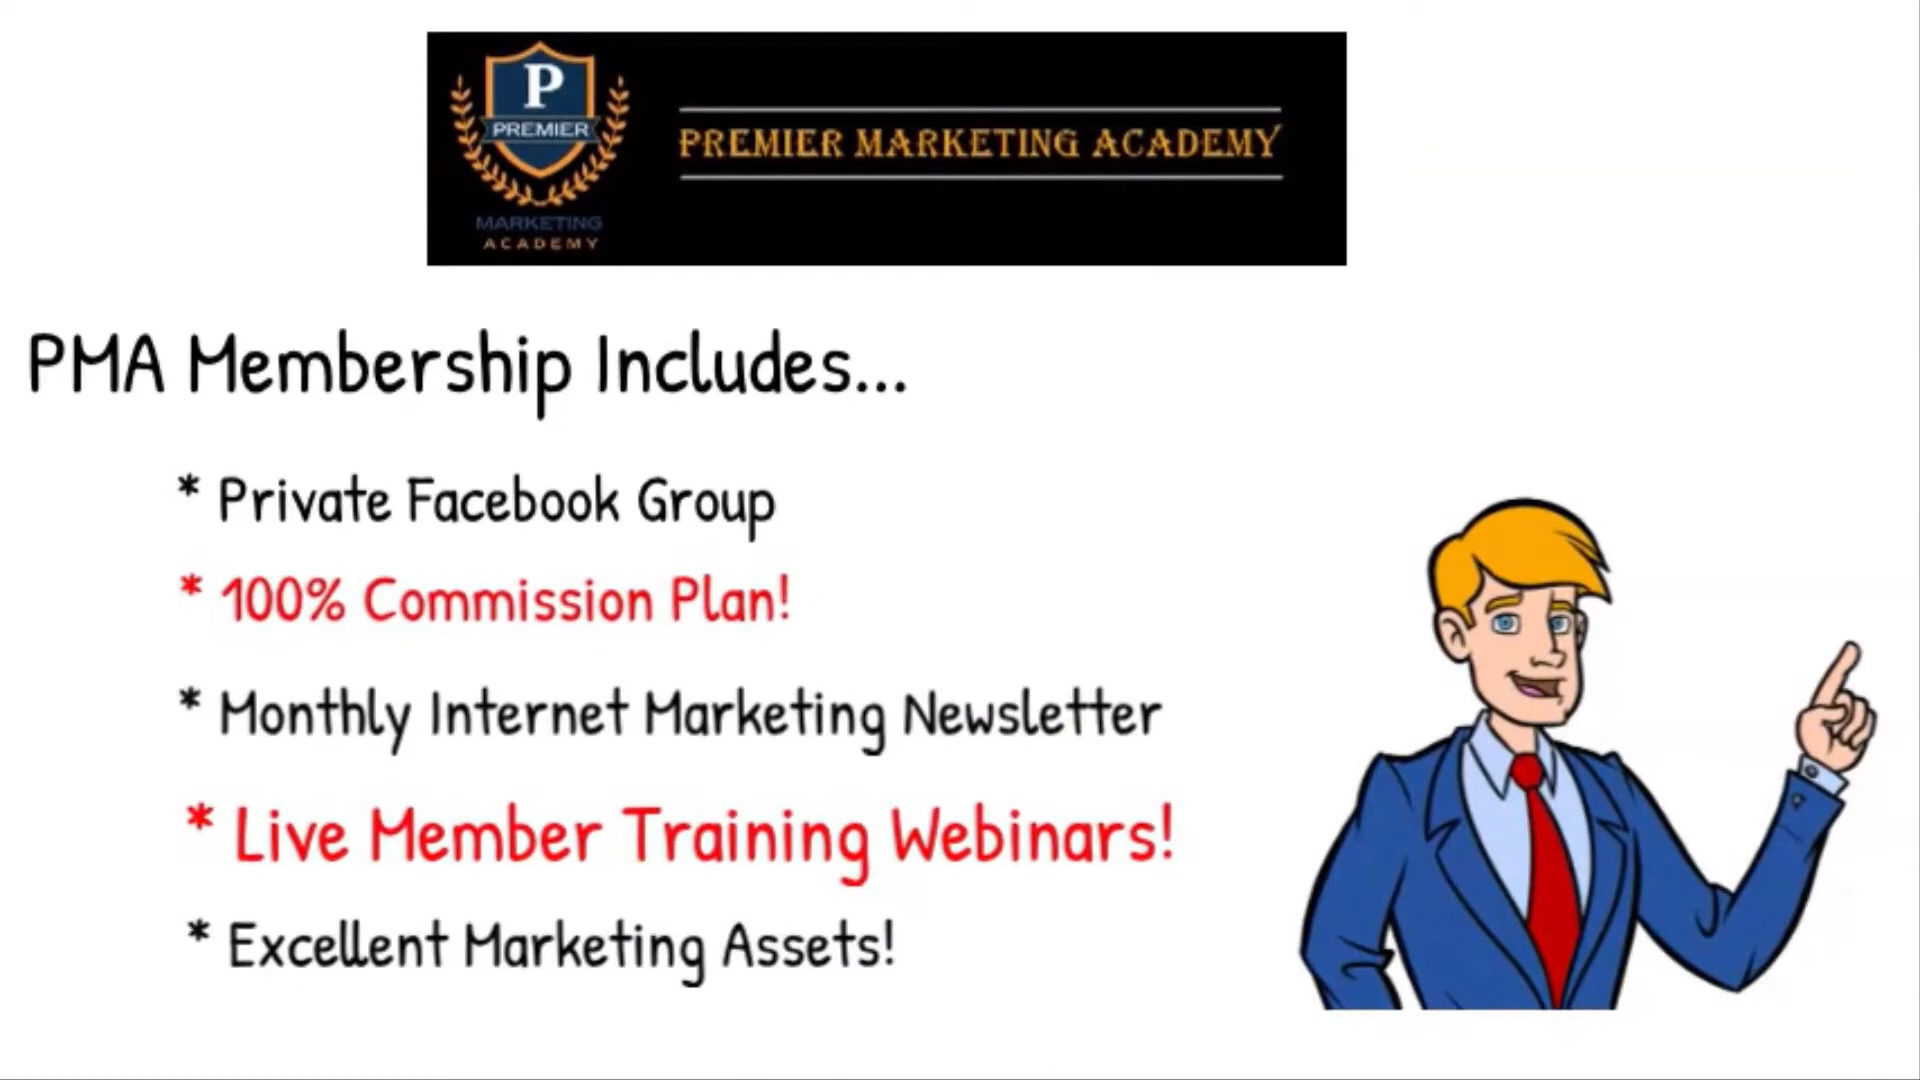 P
PREMIER
MARKETING
ACADEMY
PREMIER MARKETING ACADEMY
PMA Membership Includes...
* Private Facebook Group
* 100% Commission Plan!
* Monthly Internet Marketing Newsletter
* Live Member Training Webinars!
* Excellent Marketing Assets!